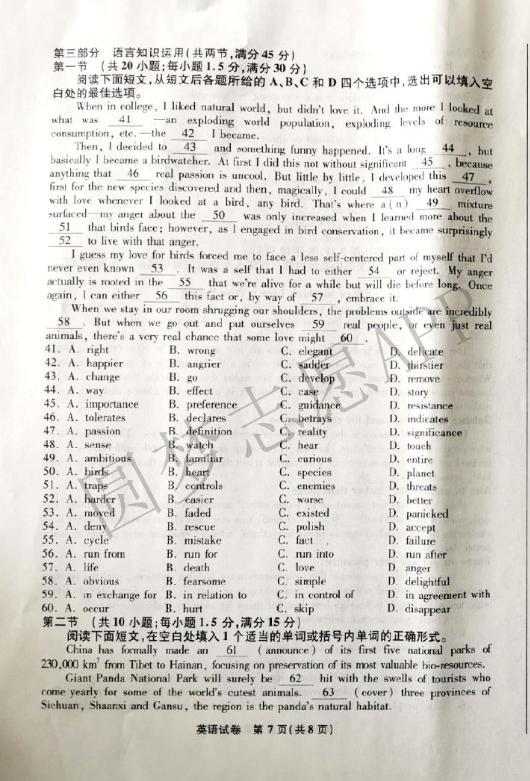 第三部分 语言知识运用(共两节,满分45分)
第一节 (共20小题;每小题1.5分,满分30分)
阅读下面短文,从短文后各题所给的A、B、C和D四个选项中,选出可以填入空
白处的最佳选项。
When in college, I liked natural world, but didn't love it. And the more I looked at
what was 41 —an exploding world population, exploding levels of resource
consumption, etc.—the 42 I became.
Then, I decided to 43 and something funny happened. It's a long 44 , but
basically I became a birdwatcher. At first I did this not without significant 45 , because
anything that 46 real passion is uncool. But little by little, I developed this 47 ,
first for the new species discovered and then, magically, I could 48 my heart overflow
with love whenever I looked at a bird, any bird. That's where a(n) 49 mixture
surfaced—my anger about the 50 was only increased when I learned more about the
51 that birds face; however, as I engaged in bird conservation, it became surprisingly
52 to live with that anger.
I guess my love for birds forced me to face a less self-centered part of myself that I'd
never even known 53 . It was a self that I had to either 54 or reject. My anger
actually is rooted in the 55 that we're alive for a while but will die before long. Once
again, I can either 56 this fact or, by way of 57 , embrace it.
When we stay in our room shrugging our shoulders, the problems outside are incredibly
58 . But when we go out and put ourselves 59 real people, or even just real
animals, there's a very real chance that some love might 60 .
41. A. right B. wrong C. elegant D. delicate
42. A. happier B. angrier C. sadder D. thirstier
43. A. change B. go C. develop D. remove
44. A. way B. effect C. case D. story
45. A. importance B. preference C. guidance D. resistance
46. A. tolerates B. declares C. betrays D. indicates
47. A. passion B. definition C. reality D. significance
48. A. sense B. watch C. hear D. touch
49. A. ambitious B. familiar C. curious D. entire
50. A. birds B. heart C. species D. planet
51. A. traps B. controls C. enemies D. threats
52. A. harder B. easier C. worse D. better
53. A. moved B. faded C. existed D. panicked
54. A. deny B. rescue C. polish D. accept
55. A. cycle B. mistake C. fact D. failure
56. A. run from B. run for C. run into D. run after
57. A. life B. death C. love D. anger
58. A. obvious B. fearsome C. simple D. delightful
59. A. in exchange for B. in relation to C. in control of D. in agreement with
60. A. occur B. hurt C. skip D. disappear
第二节 (共10小题;每小题1.5分,满分15分)
阅读下面短文,在空白处填入1个适当的单词或括号内单词的正确形式。
China has formally made an 61 (announce) of its first five national parks of
230,000 km² from Tibet to Hainan, focusing on preservation of its most valuable bio-resources.
Giant Panda National Park will surely be 62 hit with the swells of tourists who
come yearly for some of the world's cutest animals. 63 (cover) three provinces of
Sichuan, Shaanxi and Gansu, the region is the panda's natural habitat.
英语试卷 第7页(共8页)
圆梦志愿APP